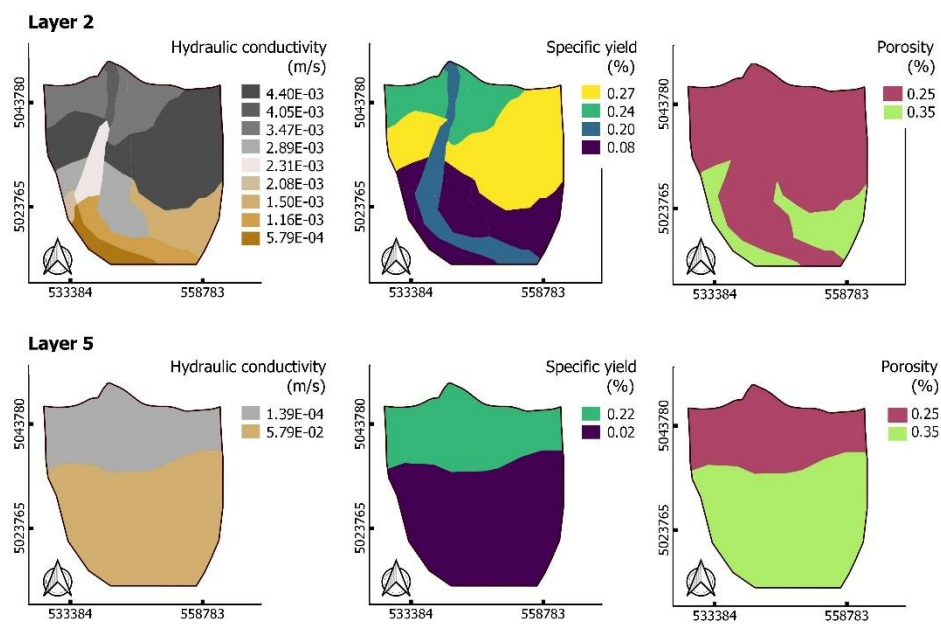 Layer 2
Hydraulic conductivity
(m/s)
4.40E-03
4.05E-03
3.47E-03
2.89E-03
2.31E-03
2.08E-03
1.50E-03
1.16E-03
5.79E-04
5043780
5023765
533384
558783
Specific yield
(%)
0.27
0.24
0.20
0.08
5043780
5023765
533384
558783
Porosity
(%)
0.25
0.35
5043780
5023765
533384
558783
Layer 5
Hydraulic conductivity
(m/s)
1.39E-04
5.79E-02
5043780
5023765
533384
558783
Specific yield
(%)
0.22
0.02
5043780
5023765
533384
558783
Porosity
(%)
0.25
0.35
5043780
5023765
533384
558783